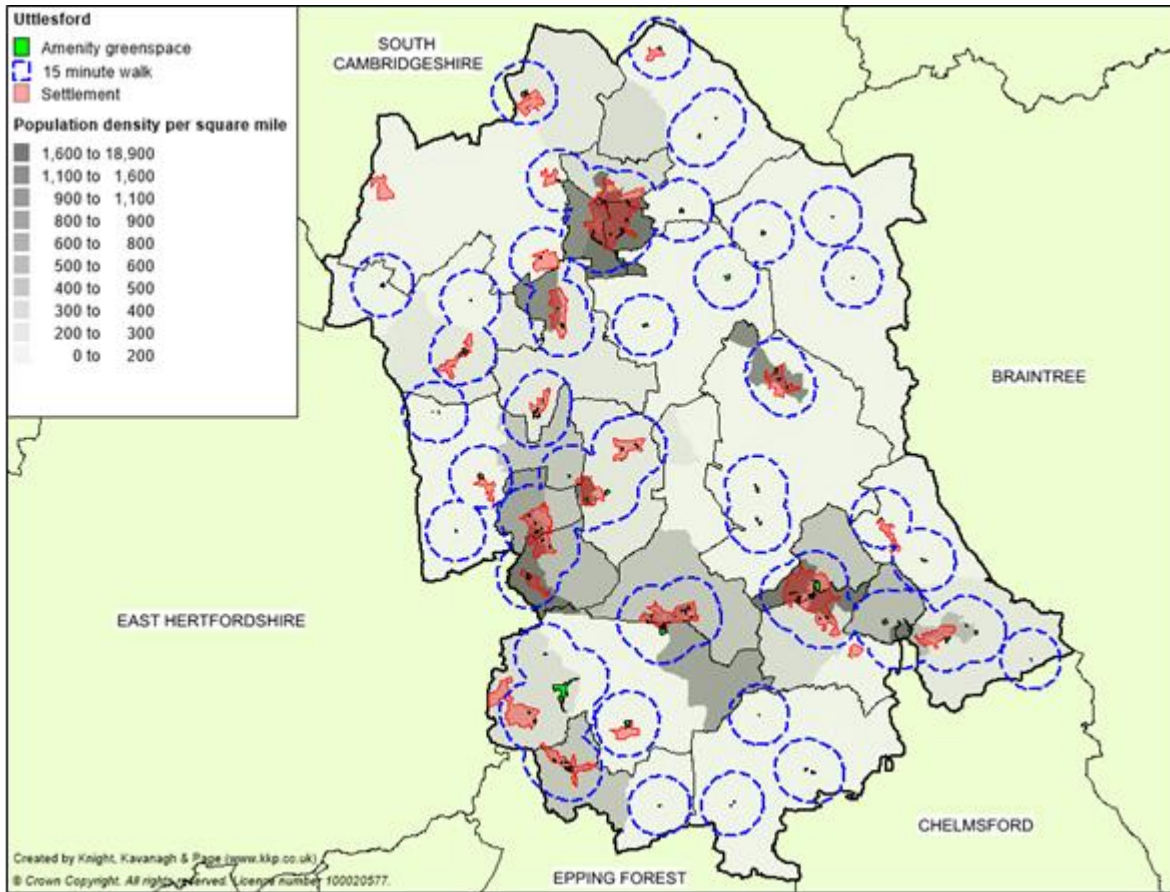 Uttlesford
Amenity greenspace
15 minute walk
Settlement
Population density per square mile
1,600 to 18,900
1,100 to 1,600
900 to 1,100
800 to 900
600 to 800
500 to 600
400 to 500
300 to 400
200 to 300
0 to 200
SOUTH
CAMBRIDGESHIRE
BRAINTREE
EAST HERTFORDSHIRE
CHELMSFORD
EPPING FOREST
Created by Knight, Kavanagh & Page (www.kkp.co.uk)
© Crown Copyright. All rights reserved. Licence number 100020577.